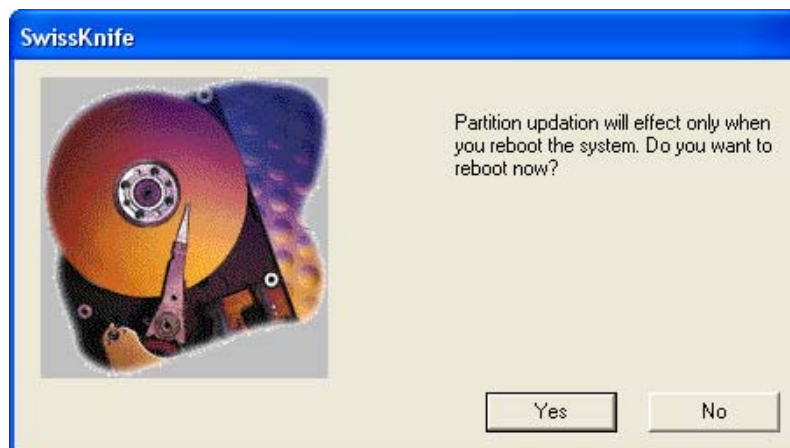 SwissKnife
Partition updation will effect only when
you reboot the system. Do you want to
reboot now?
Yes
No